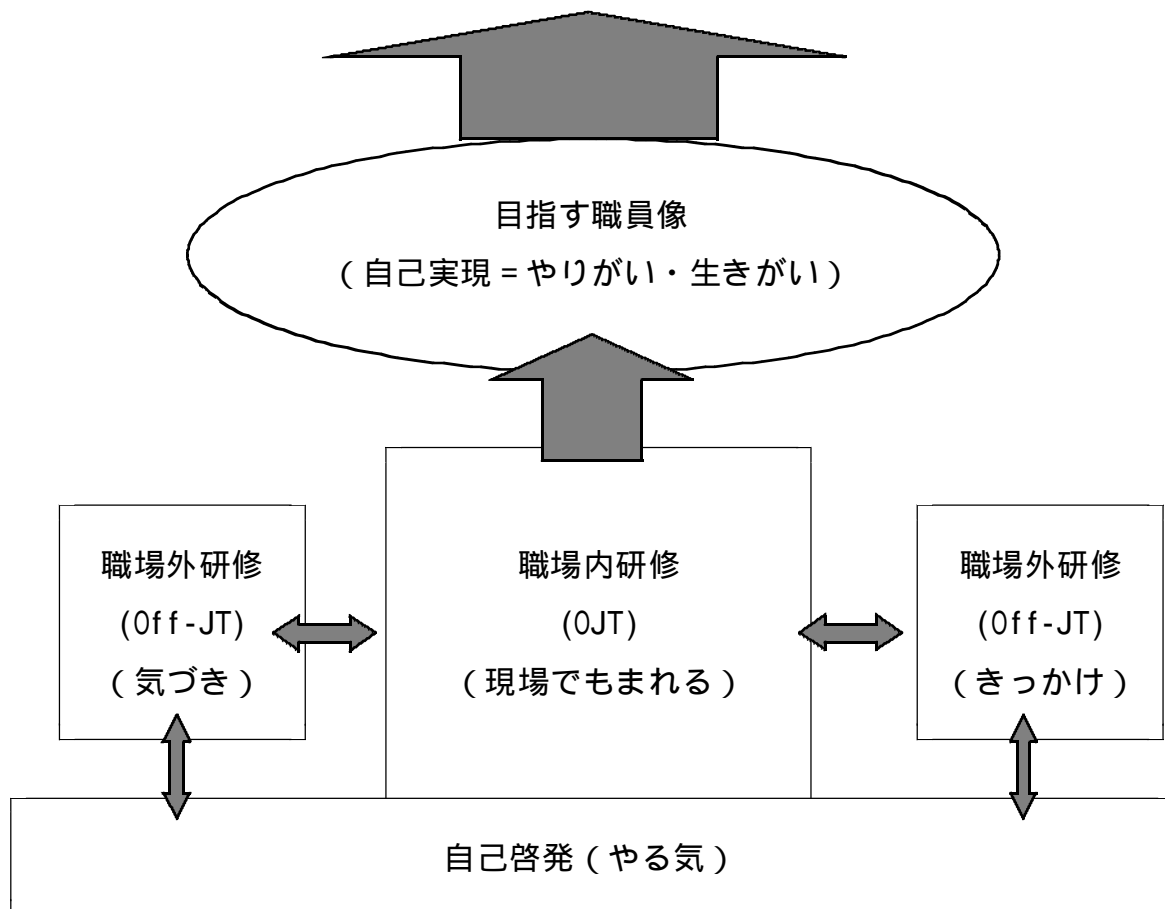 目指す職員像
（自己実現＝やりがい・生きがい）
職場外研修
(Off-JT)
（気づき）
職場内研修
(OJT)
（現場でもまれる）
職場外研修
(Off-JT)
（きっかけ）
自己啓発（やる気）